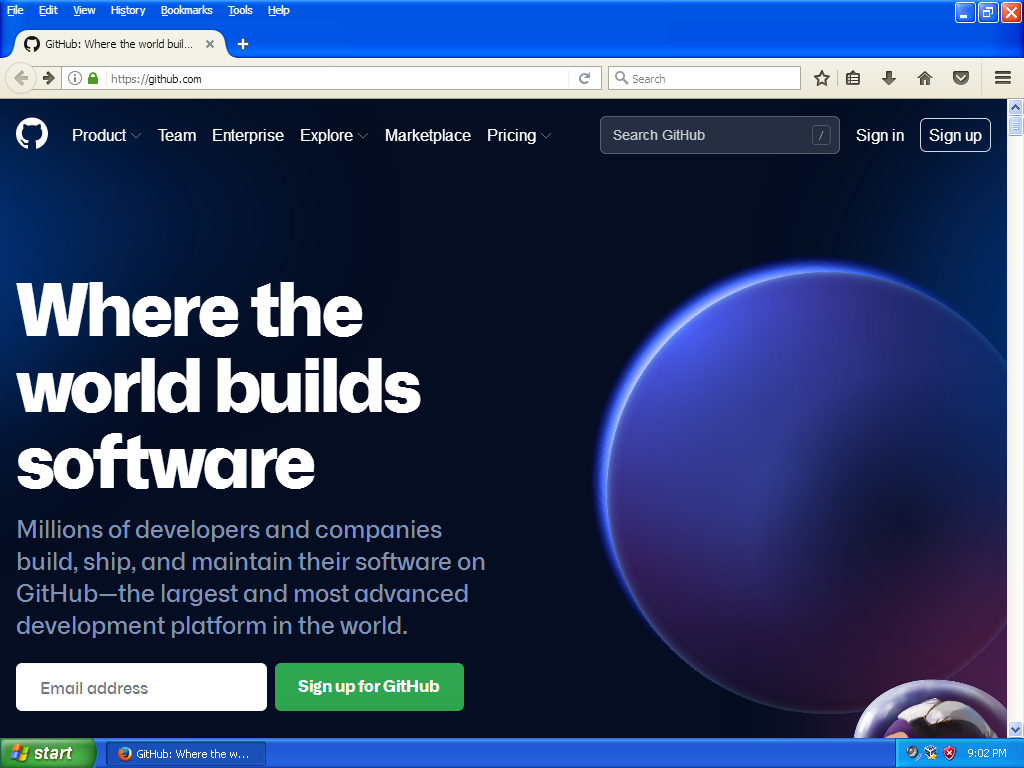 File Edit View History Bookmarks Tools Help
GitHub: Where the world buil...
https://github.com
Search
Product Team Enterprise Explore Marketplace Pricing
Search GitHub /
Sign in
Sign up
Where the
world builds
software
Millions of developers and companies
build, ship, and maintain their software on
GitHub—the largest and most advanced
development platform in the world.
Email address
Sign up for GitHub
start
GitHub: Where the w...
9:02 PM